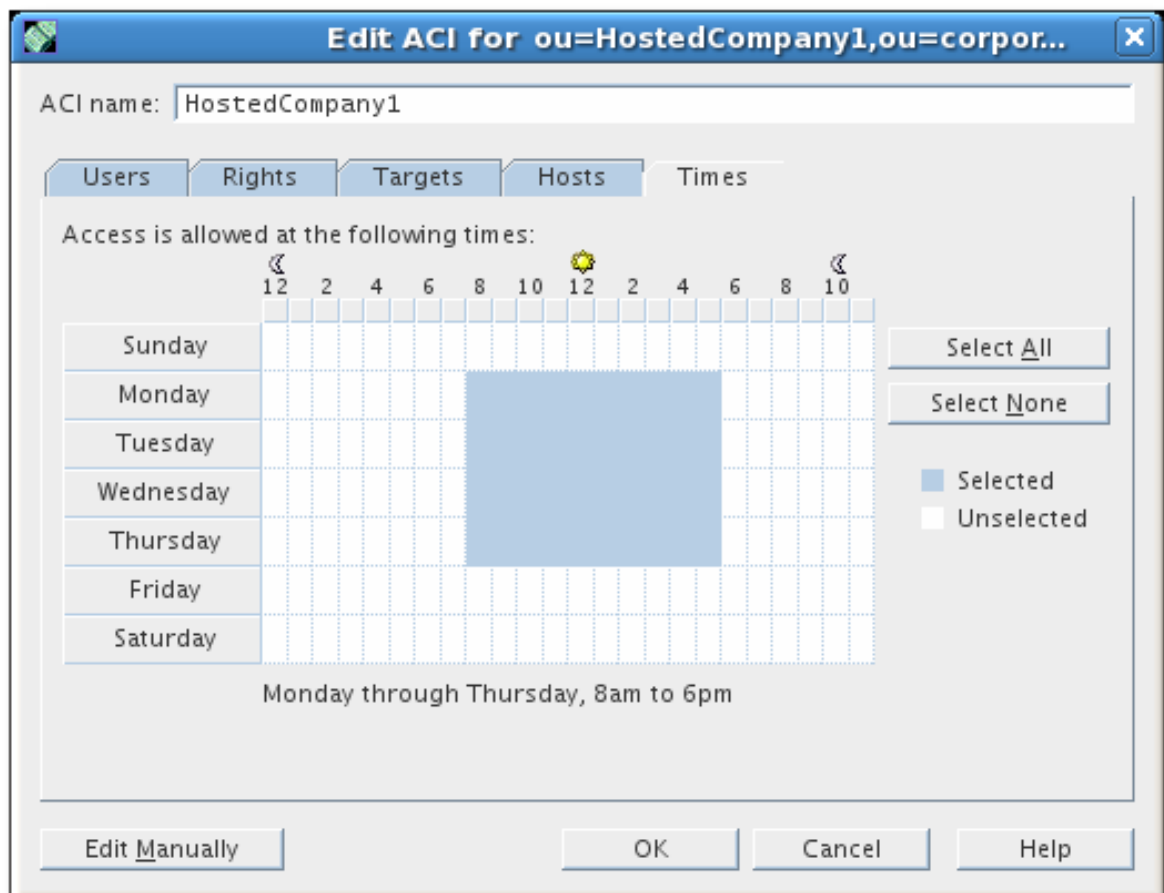 Edit ACI for ou=HostedCompany1,ou=corpor...
ACI name: HostedCompany1
Users Rights Targets Hosts Times
Access is allowed at the following times:
12 2 4 6 8 10 12 2 4 6 8 10
Sunday
Select All
Monday
Select None
Tuesday
Wednesday
Selected
Unselected
Thursday
Friday
Saturday
Monday through Thursday, 8am to 6pm
Edit Manually OK Cancel Help